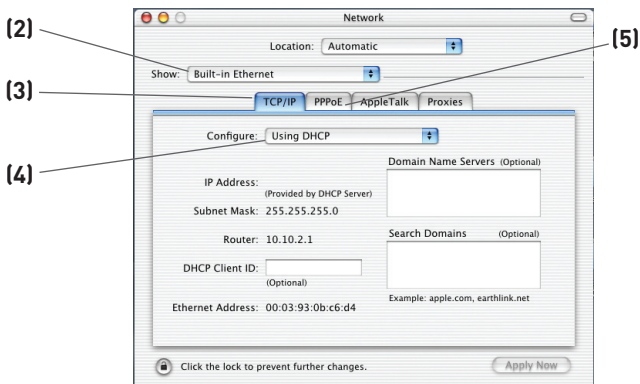 Network
(2)
(5)
Location: Automatic
Show: Built-in Ethernet
(3)
TCP/IP PPPoE AppleTalk Proxies
Configure: Using DHCP
(4)
Domain Name Servers (Optional)
IP Address:
(Provided by DHCP Server)
Subnet Mask: 255.255.255.0
Router: 10.10.2.1
Search Domains (Optional)
DHCP Client ID:
(Optional)
Example: apple.com, earthlink.net
Ethernet Address: 00:03:93:0b:c6:d4
Click the lock to prevent further changes.
Apply Now